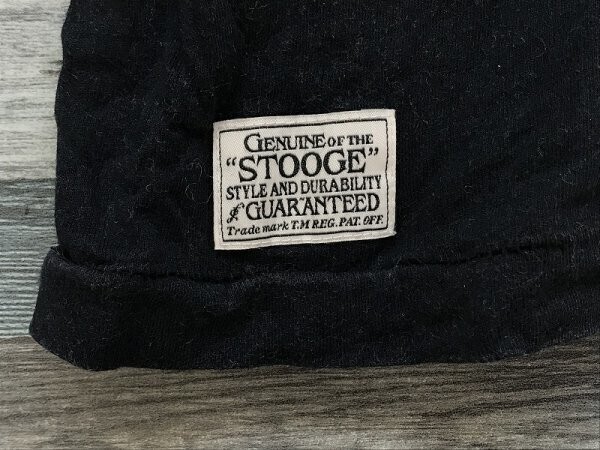 GENUINE OF THE
"STOOGE"
STYLE AND DURABILITY
& GUARANTEED
Trade mark T.M REG. PAT. OFF.